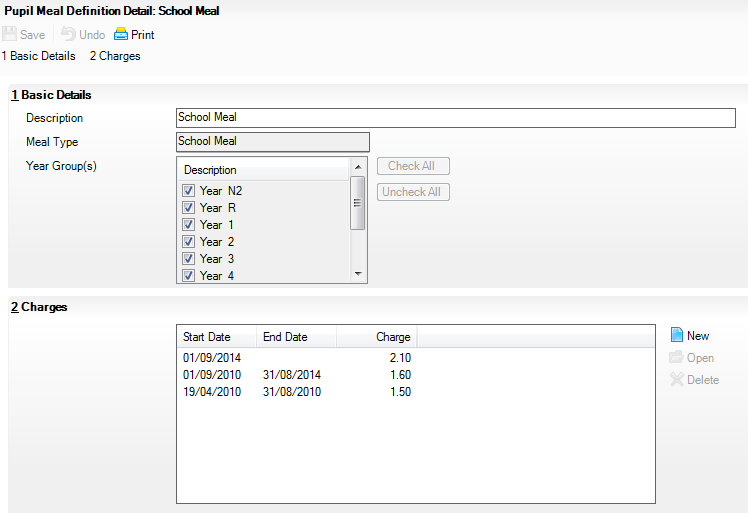 Pupil Meal Definition Detail: School Meal
Save Undo Print
1 Basic Details 2 Charges
1 Basic Details
Description School Meal
Meal Type School Meal
Year Group(s) Description Check All
Uncheck All
Year N2
Year R
Year 1
Year 2
Year 3
Year 4
2 Charges
Start Date End Date Charge New
01/09/2014 2.10 Open
01/09/2010 31/08/2014 1.60 Delete
19/04/2010 31/08/2010 1.50